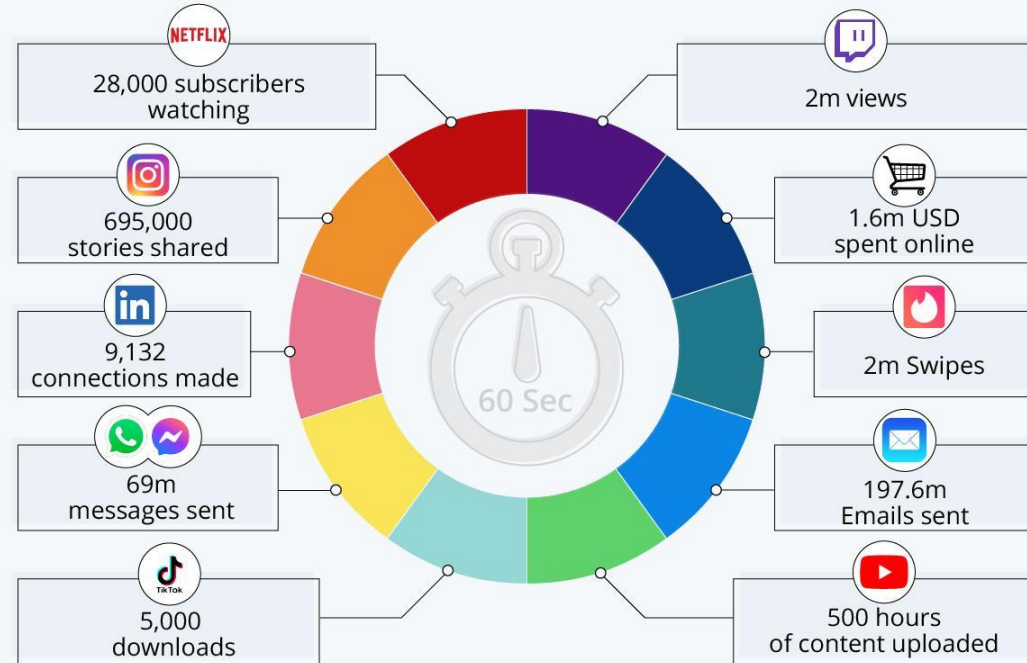 NETFLIX
28,000 subscribers
watching
2m views
695,000
stories shared
1.6m USD
spent online
in
9,132
connections made
2m Swipes
60 Sec
69m
messages sent
197.6m
Emails sent
TikTok
5,000
downloads
500 hours
of content uploaded